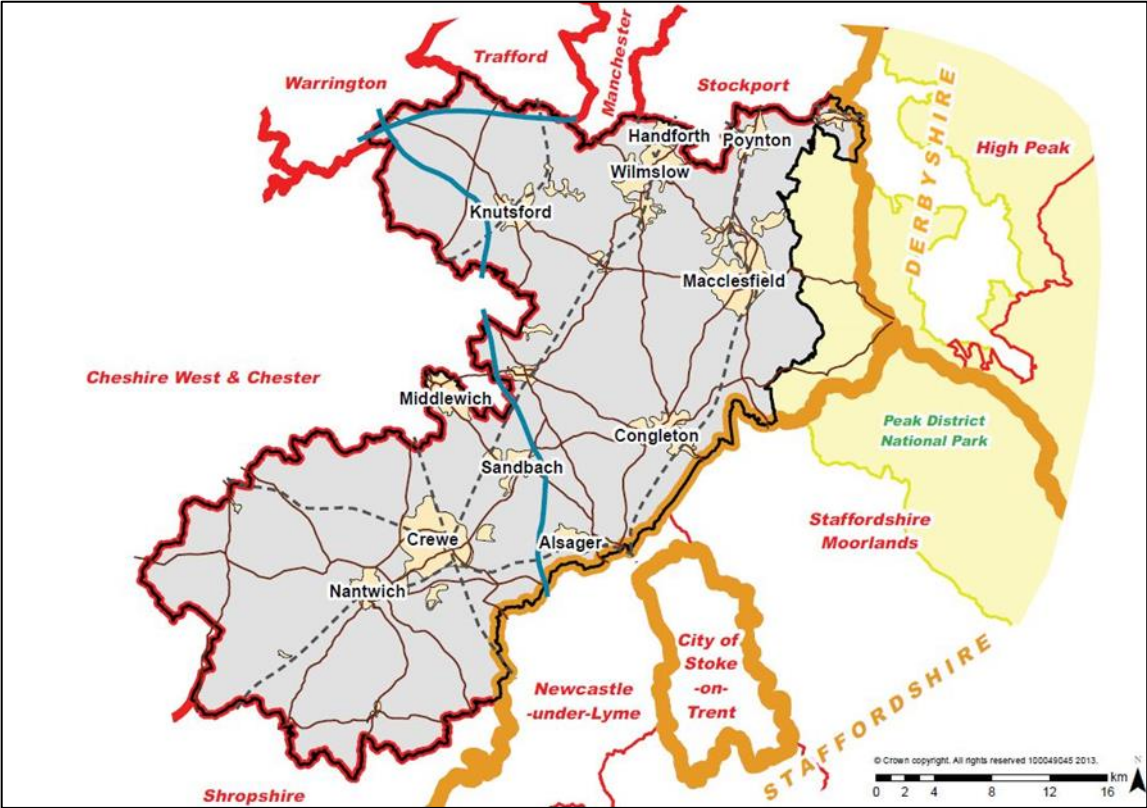 Trafford
Manchester
Warrington
Stockport
DERBYSHIRE
Handforth
Poynton
High Peak
Wilmslow
Knutsford
Macclesfield
Cheshire West & Chester
Middlewich
Congleton
Peak District
National Park
Sandbach
Staffordshire
Moorlands
Crewe
Alsager
Nantwich
City of
Stoke
-on-
Trent
Newcastle
-under-Lyme
STAFFORDSHIRE
Shropshire
© Crown copyright. All rights reserved 100049045 2013.
N
km
0 2 4 8 12 16